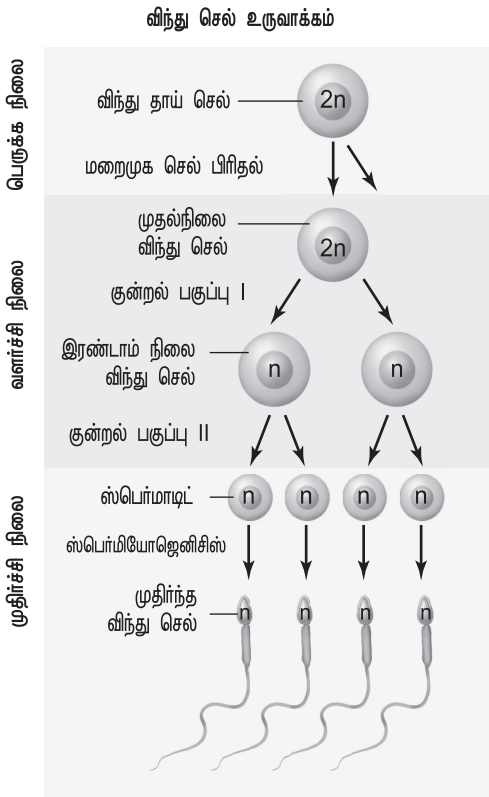 விந்து செல் உருவாக்கம்
பெருக்க நிலை
விந்து தாய் செல்
2n
மறைமுக செல் பிரிதல்
வளர்ச்சி நிலை
முதல்நிலை
விந்து செல்
2n
குன்றல் பகுப்பு I
இரண்டாம் நிலை
விந்து செல்
n n
குன்றல் பகுப்பு II
முதிர்ச்சி நிலை
ஸ்பெர்மாடிட்
n n n n
ஸ்பெர்மியோஜெனிசிஸ்
முதிர்ந்த
விந்து செல்
n n n n